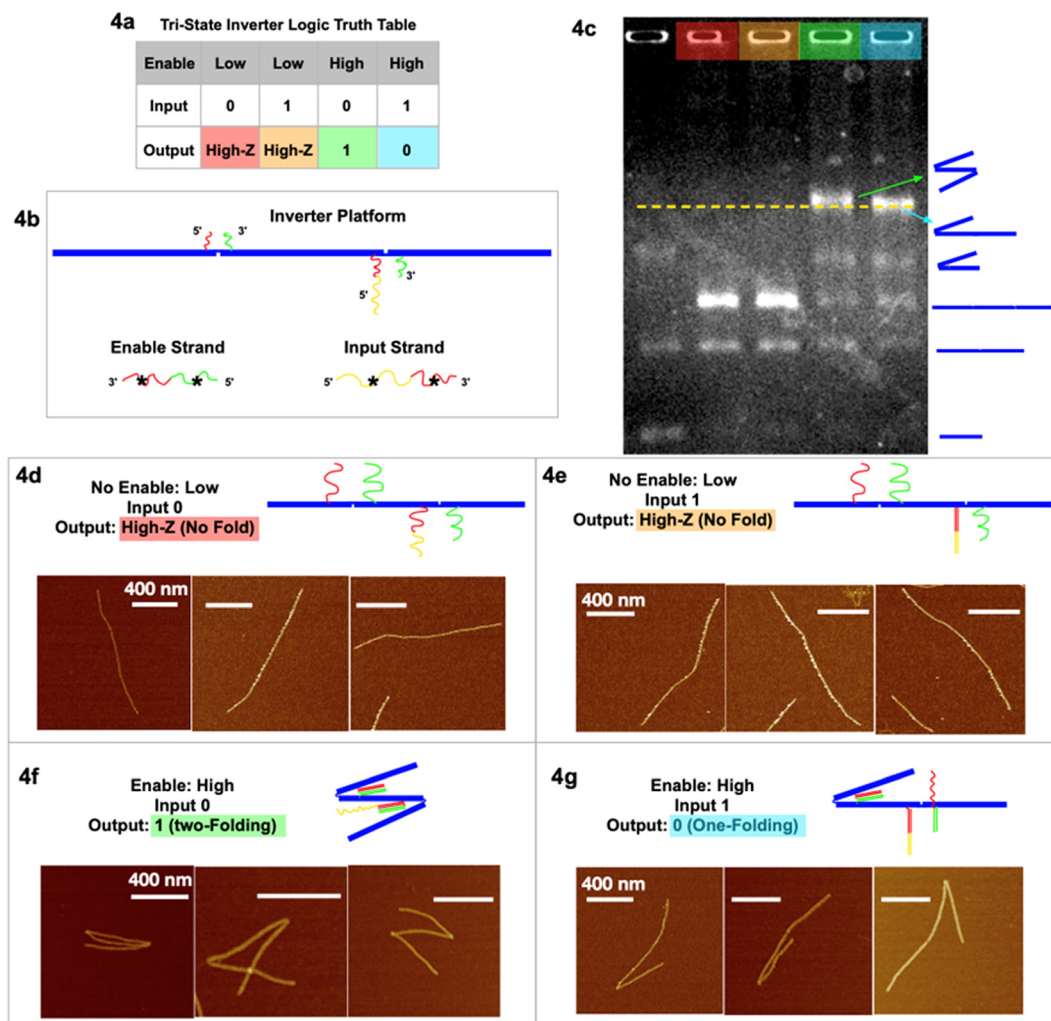 4a
Tri-State Inverter Logic Truth Table
Enable Low Low High High
Input 0 1 0 1
Output High-Z High-Z 1 0
4b
Inverter Platform
5' 3'
3'
5'
Enable Strand Input Strand
3' * * 5' * * 3'
4c
4d
No Enable: Low
Input 0
Output: High-Z (No Fold)
400 nm
4e
No Enable: Low
Input 1
Output: High-Z (No Fold)
400 nm
4f
Enable: High
Input 0
Output: 1 (two-Folding)
400 nm
4g
Enable: High
Input 1
Output: 0 (One-Folding)
400 nm